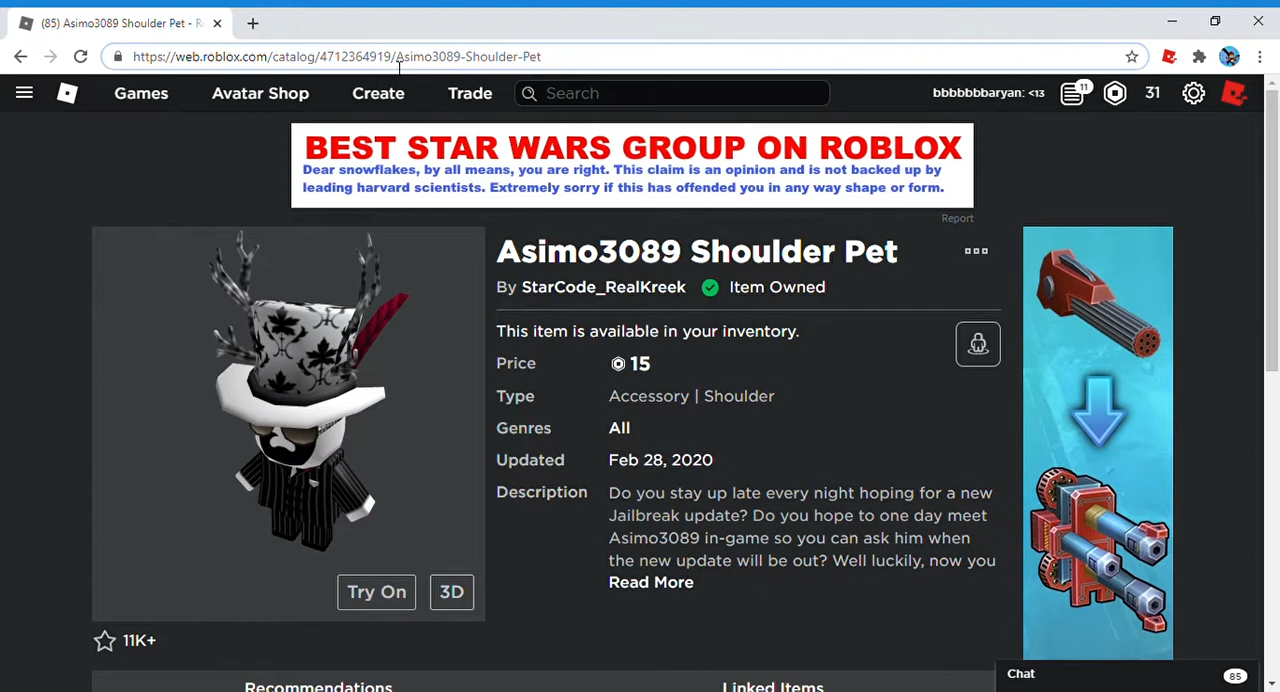 (85) Asimo3089 Shoulder Pet - R
https://web.roblox.com/catalog/4712364919/Asimo3089-Shoulder-Pet
Games Avatar Shop Create Trade Search bbbbbbbaryan: <13 11 31
BEST STAR WARS GROUP ON ROBLOX
Dear snowflakes, by all means, you are right. This claim is an opinion and is not backed up by
leading harvard scientists. Extremely sorry if this has offended you in any way shape or form.
Report
Asimo3089 Shoulder Pet
By StarCode_RealKreek Item Owned
This item is available in your inventory.
Price 15
Type Accessory | Shoulder
Genres All
Updated Feb 28, 2020
Description Do you stay up late every night hoping for a new
Jailbreak update? Do you hope to one day meet
Asimo3089 in-game so you can ask him when
the new update will be out? Well luckily, now you
Read More
Try On 3D
11K+
Recommendations Linked Items
Chat 85